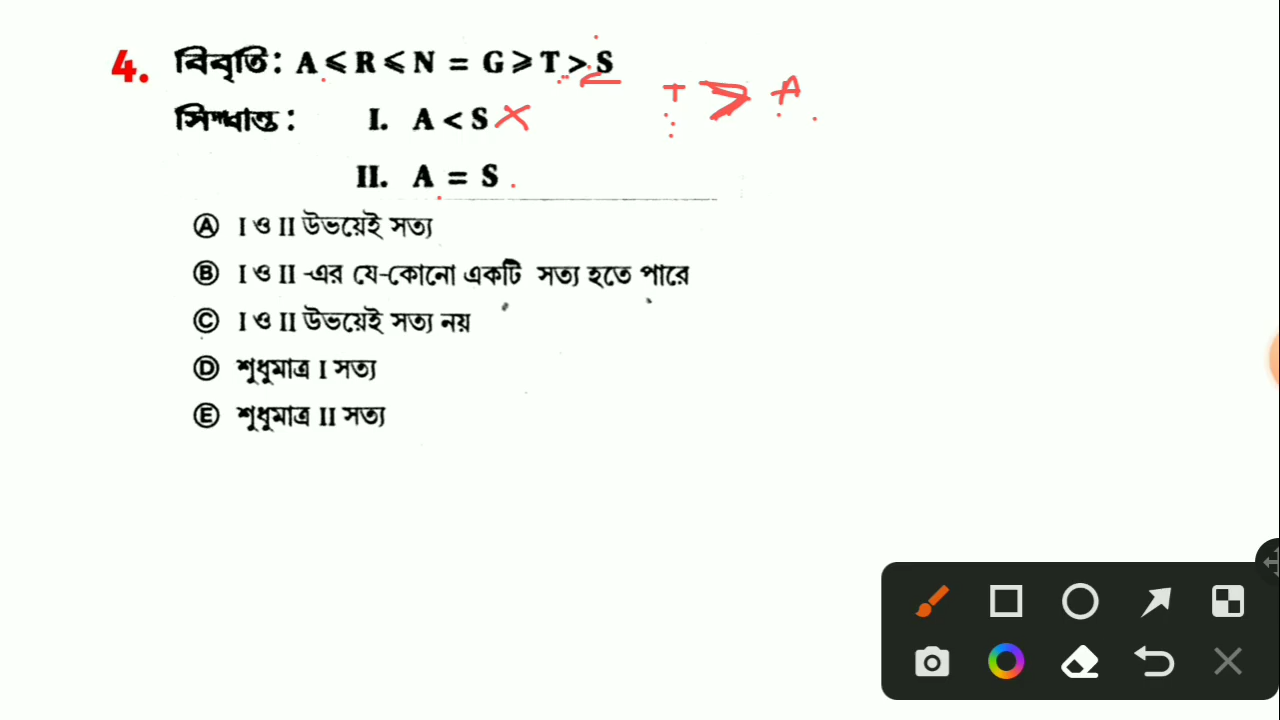 4. বিবৃতি: A ⩽ R ⩽ N = G ⩾ T > S
T ⩾ A
সিদ্ধান্ত: I. A < S ×
II. A = S
Ⓐ I ও II উভয়েই সত্য
Ⓑ I ও II -এর যে-কোনো একটি সত্য হতে পারে
Ⓒ I ও II উভয়েই সত্য নয়
Ⓓ শুধুমাত্র I সত্য
Ⓔ শুধুমাত্র II সত্য